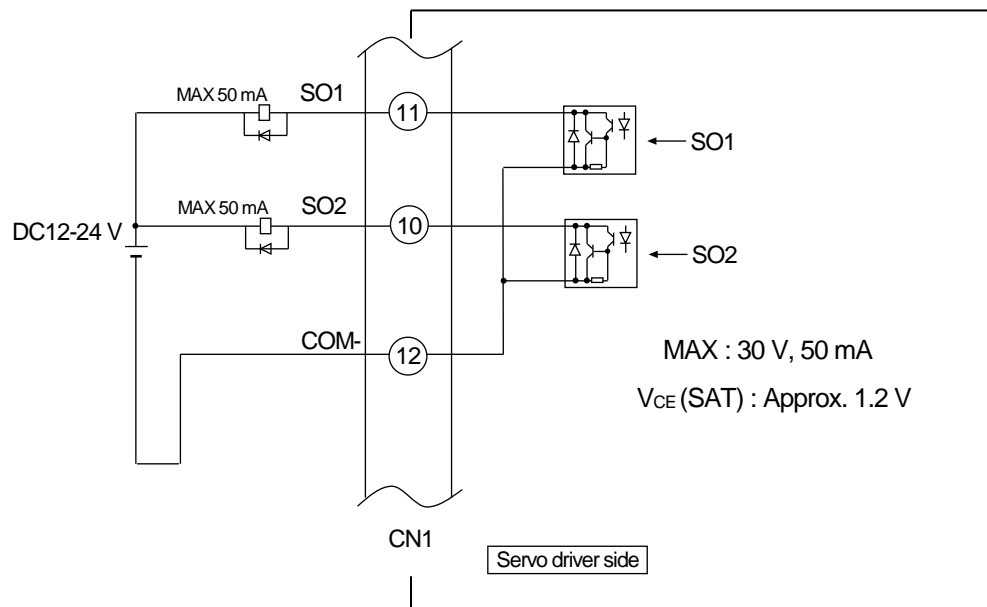 MAX 50 mA SO1
11
SO1
MAX 50 mA SO2
10
DC12-24 V
SO2
COM-
12
MAX : 30 V, 50 mA
VCE (SAT) : Approx. 1.2 V
CN1
Servo driver side